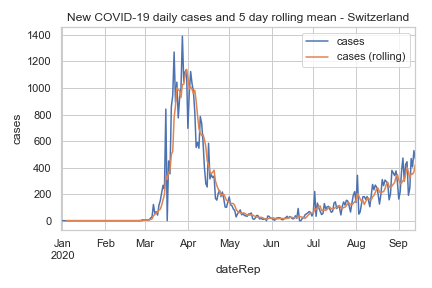 New COVID-19 daily cases and 5 day rolling mean - Switzerland
cases
cases (rolling)
1400
1200
1000
800
600
400
200
0
cases
Jan Feb Mar Apr May Jun Jul Aug Sep
2020
dateRep